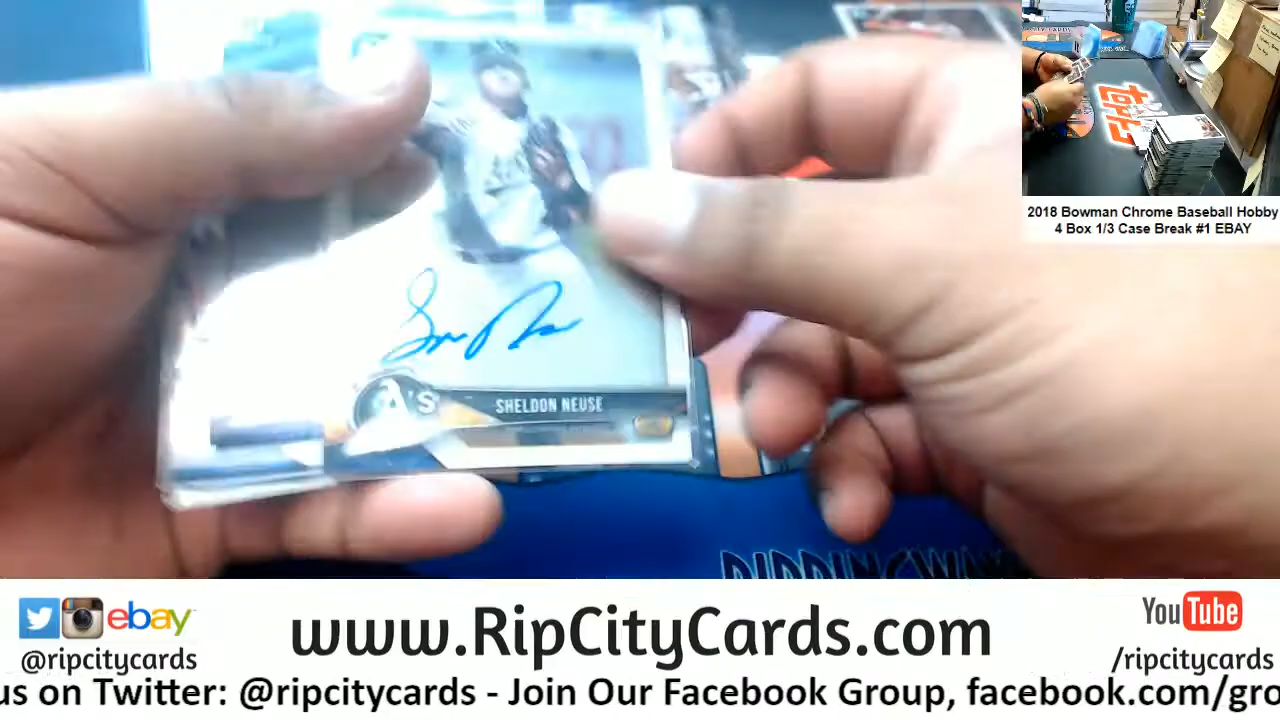 2018 Bowman Chrome Baseball Hobby
4 Box 1/3 Case Break #1 EBAY
A's
SHELDON NEUSE
ebay
@ripcitycards
www.RipCityCards.com
YouTube
/ripcitycards
us on Twitter: @ripcitycards - Join Our Facebook Group, facebook.com/gro